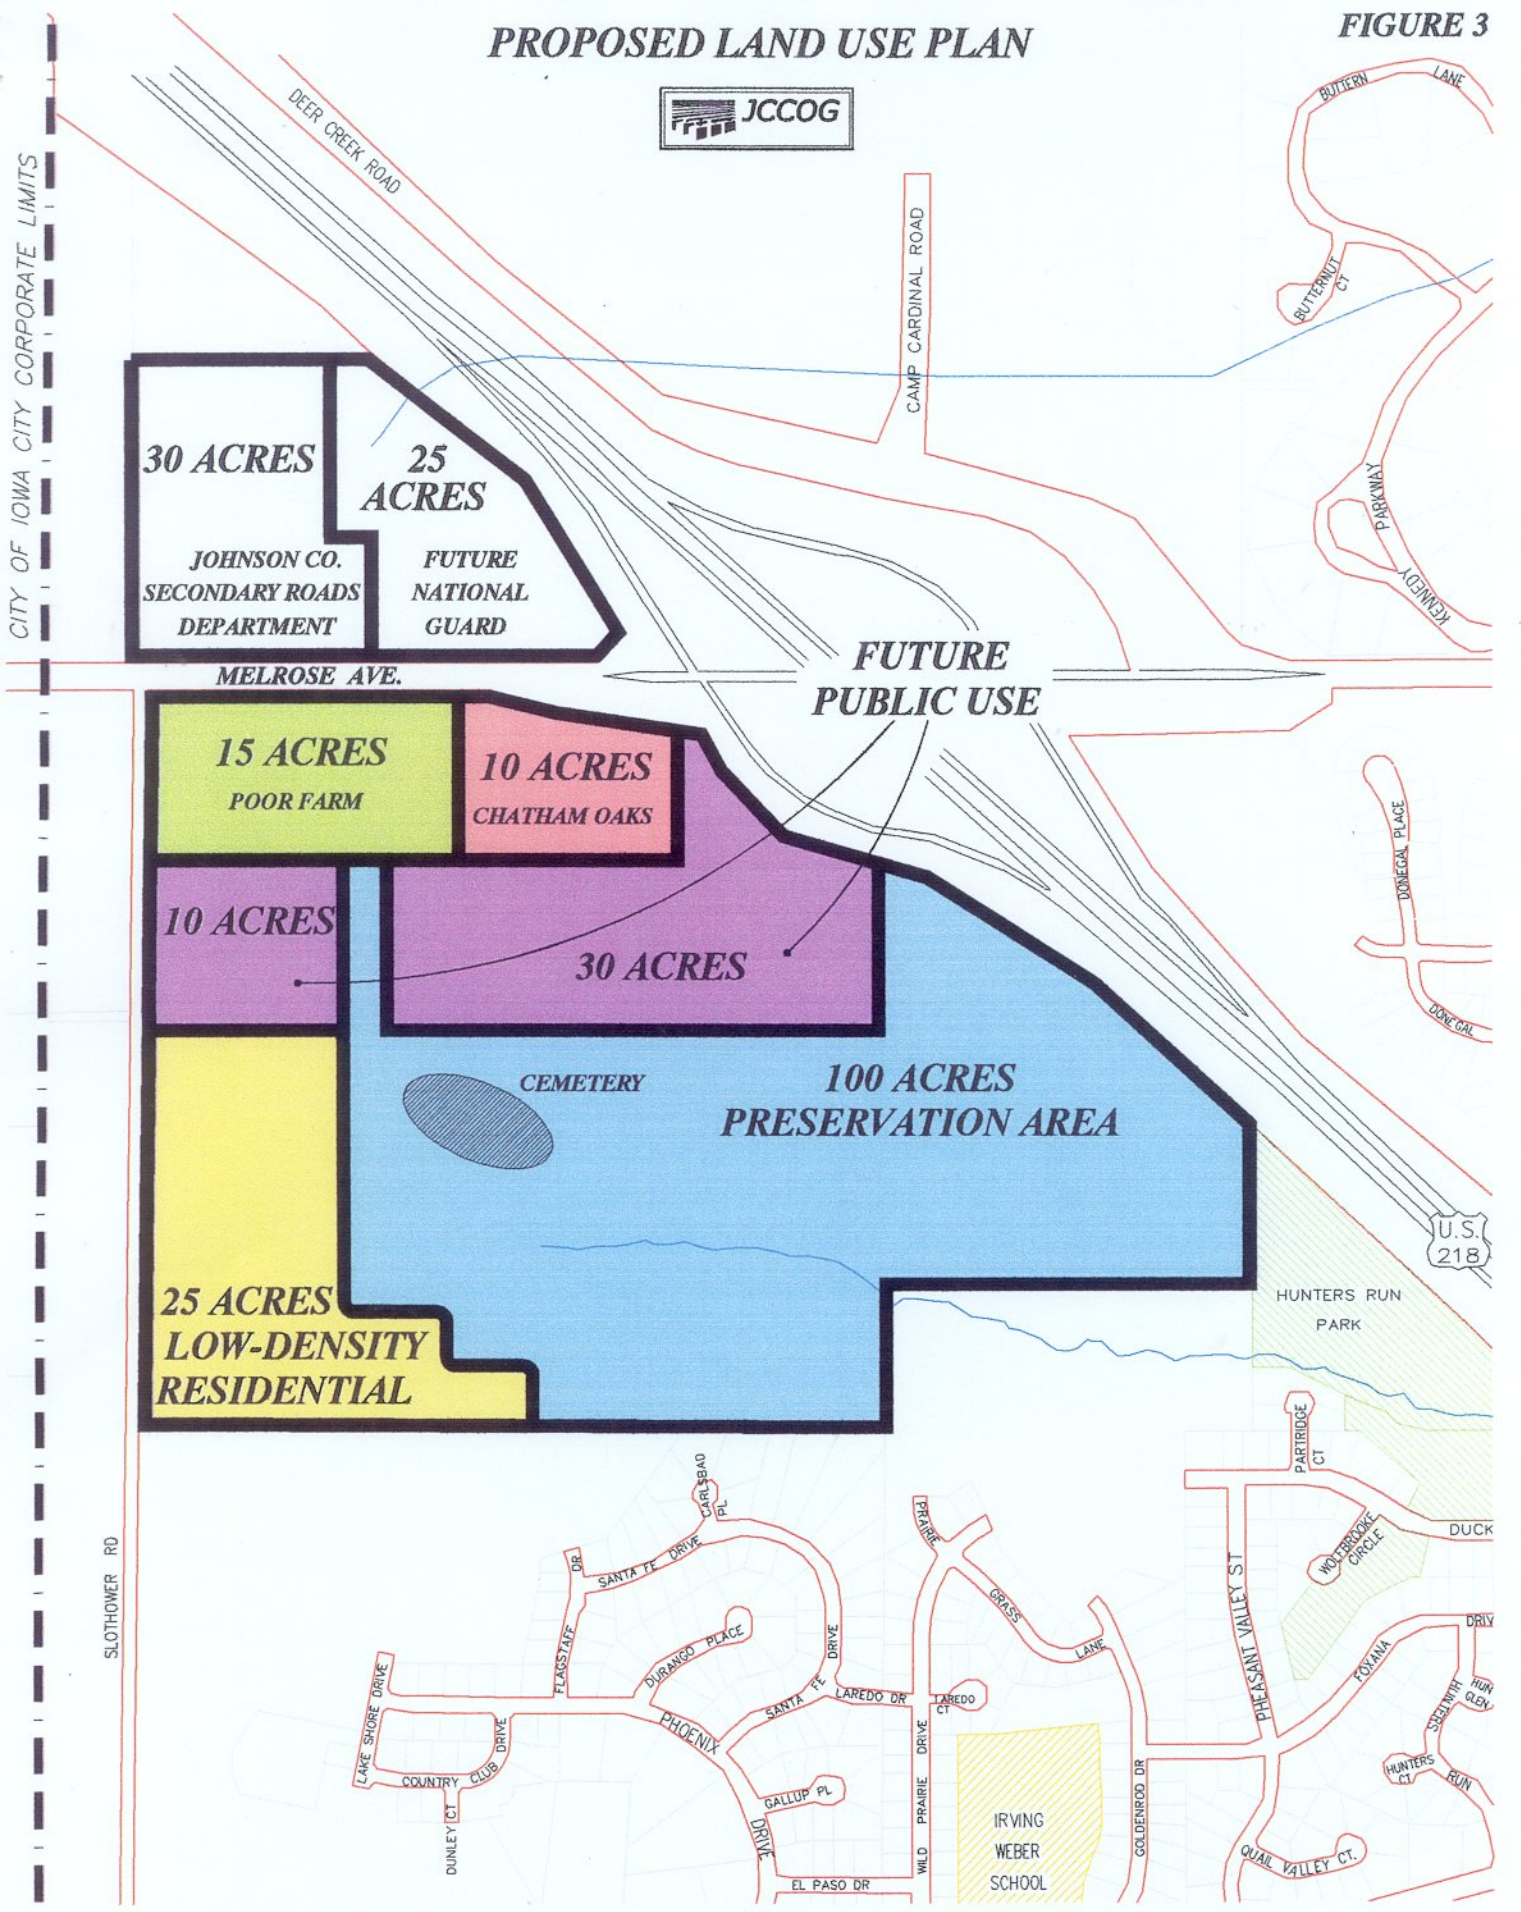 PROPOSED LAND USE PLAN
FIGURE 3
JCCOG
CITY OF IOWA CITY CORPORATE LIMITS
DEER CREEK ROAD
CAMP CARDINAL ROAD
BUTTERN
LANE
BUTTERNUT
CT
PARKWAY
KENNEDY
30 ACRES
JOHNSON CO.
SECONDARY ROADS
DEPARTMENT
25
ACRES
FUTURE
NATIONAL
GUARD
MELROSE AVE.
FUTURE
PUBLIC USE
15 ACRES
POOR FARM
10 ACRES
CHATHAM OAKS
10 ACRES
30 ACRES
DONEGAL PLACE
DONEGAL
CEMETERY
100 ACRES
PRESERVATION AREA
25 ACRES
LOW-DENSITY
RESIDENTIAL
U.S.
218
HUNTERS RUN
PARK
SLOTHOWER RD
CARLSBAD
PL
SANTA FE DRIVE
DR
FLAGSTAFF
DURANGO PLACE
SANTA FE
DRIVE
LAREDO DR
LAREDO
CT
PHOENIX
DRIVE
LAKE SHORE DRIVE
COUNTRY CLUB DRIVE
DUNLEY CT
GALLUP PL
EL PASO DR
WILD PRAIRIE DRIVE
PRAIRIE
GRASS
LANE
GOLDENROD DR
IRVING
WEBER
SCHOOL
PARTRIDGE
CT
DUCK
WOLFBROOKE
CIRCLE
PHEASANT VALLEY ST
FOXANA
DRIV
HUNTERS
HUN
GLEN
HUNTERS
CT
RUN
QUAIL VALLEY CT.